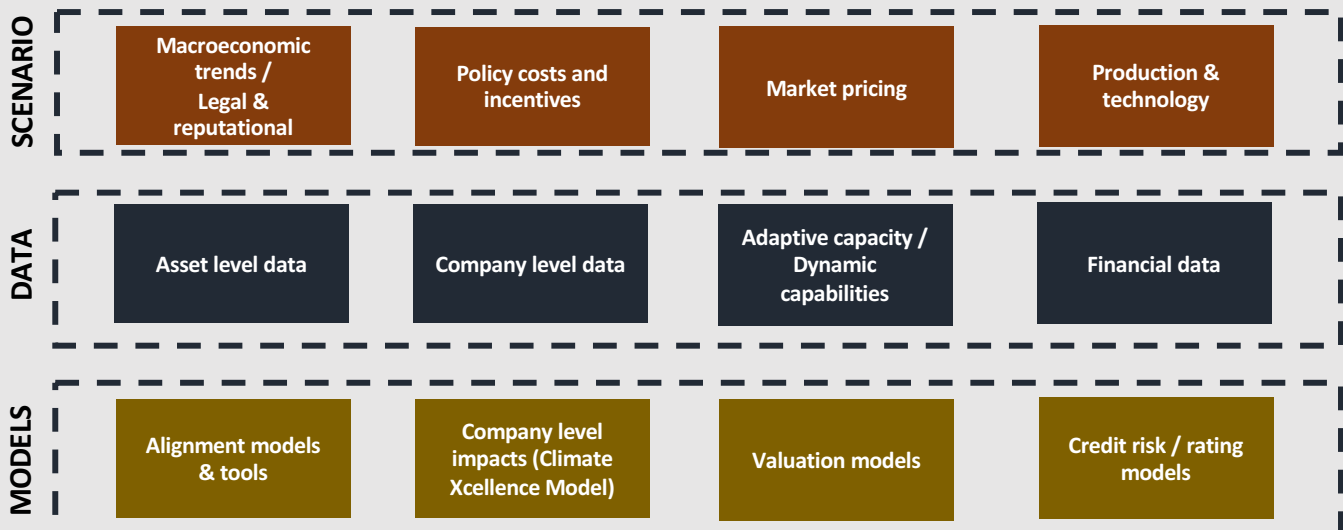 SCENARIO
Macroeconomic
trends /
Legal &
reputational
Policy costs and
incentives
Market pricing
Production &
technology
DATA
Asset level data
Company level data
Adaptive capacity /
Dynamic
capabilities
Financial data
MODELS
Alignment models
& tools
Company level
impacts (Climate
Xcellence Model)
Valuation models
Credit risk / rating
models